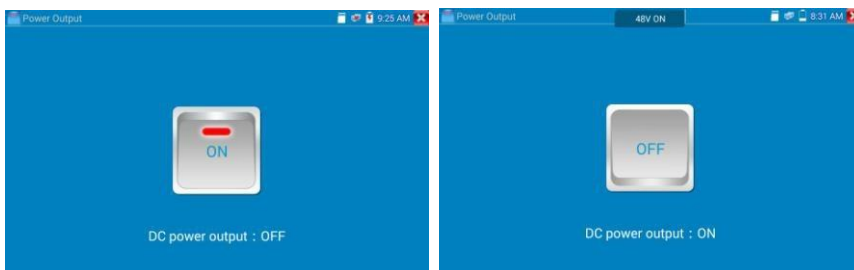 Power Output
9:25 AM
ON
DC power output : OFF
Power Output
48V ON
8:31 AM
OFF
DC power output : ON